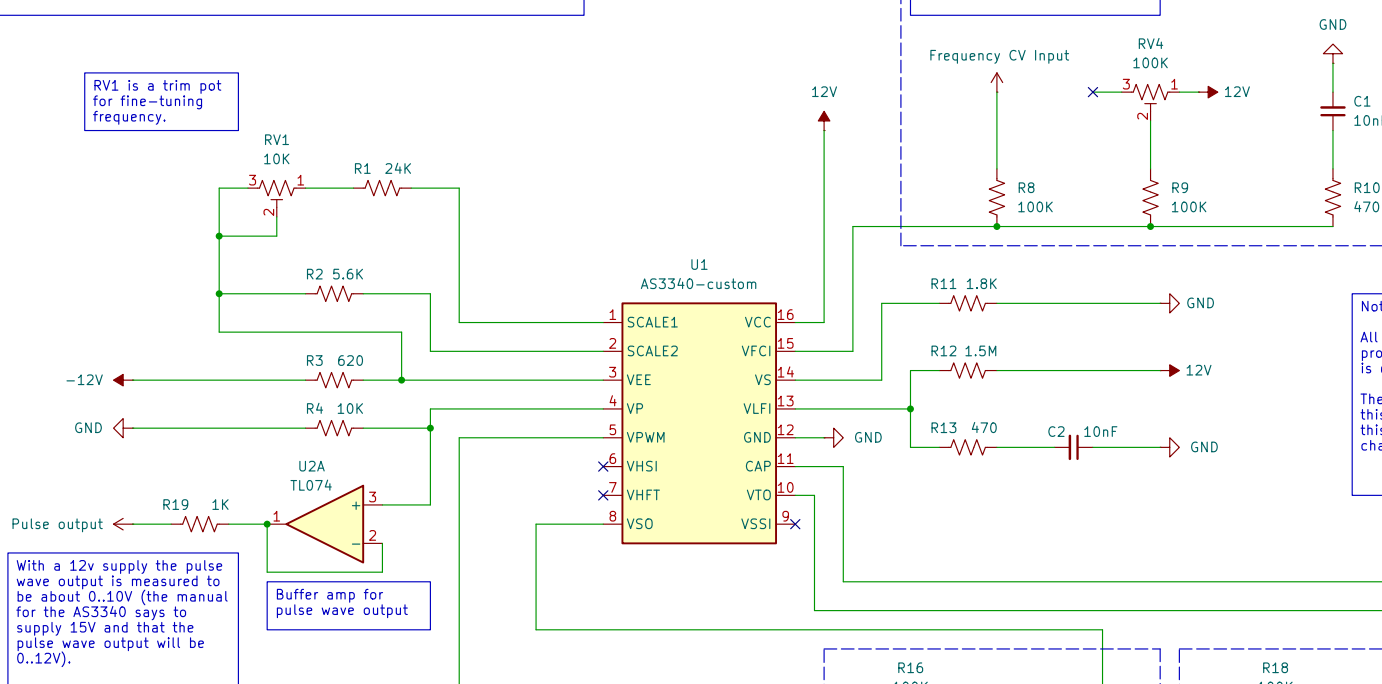 RV1 is a trim pot
for fine-tuning
frequency.
RV1
10K
3
1
2
R1 24K
R2 5.6K
R3 620
-12V
R4 10K
GND
U2A
TL074
3
+
2
-
1
R19 1K
Pulse output
With a 12v supply the pulse
wave output is measured to
be about 0..10V (the manual
for the AS3340 says to
supply 15V and that the
pulse wave output will be
0..12V).
Buffer amp for
pulse wave output
12V
U1
AS3340-custom
1 SCALE1
2 SCALE2
3 VEE
4 VP
5 VPWM
6 VHSI
7 VHFT
8 VSO
VCC 16
VFCI 15
VS 14
VLFI 13
GND 12
CAP 11
VTO 10
VSSI 9
GND
Frequency CV Input
R8
100K
RV4
100K
3
1
2
12V
R9
100K
GND
C1
R10
470
R11 1.8K
GND
R12 1.5M
12V
R13 470
C2 10nF
GND
All
is
R16
R18